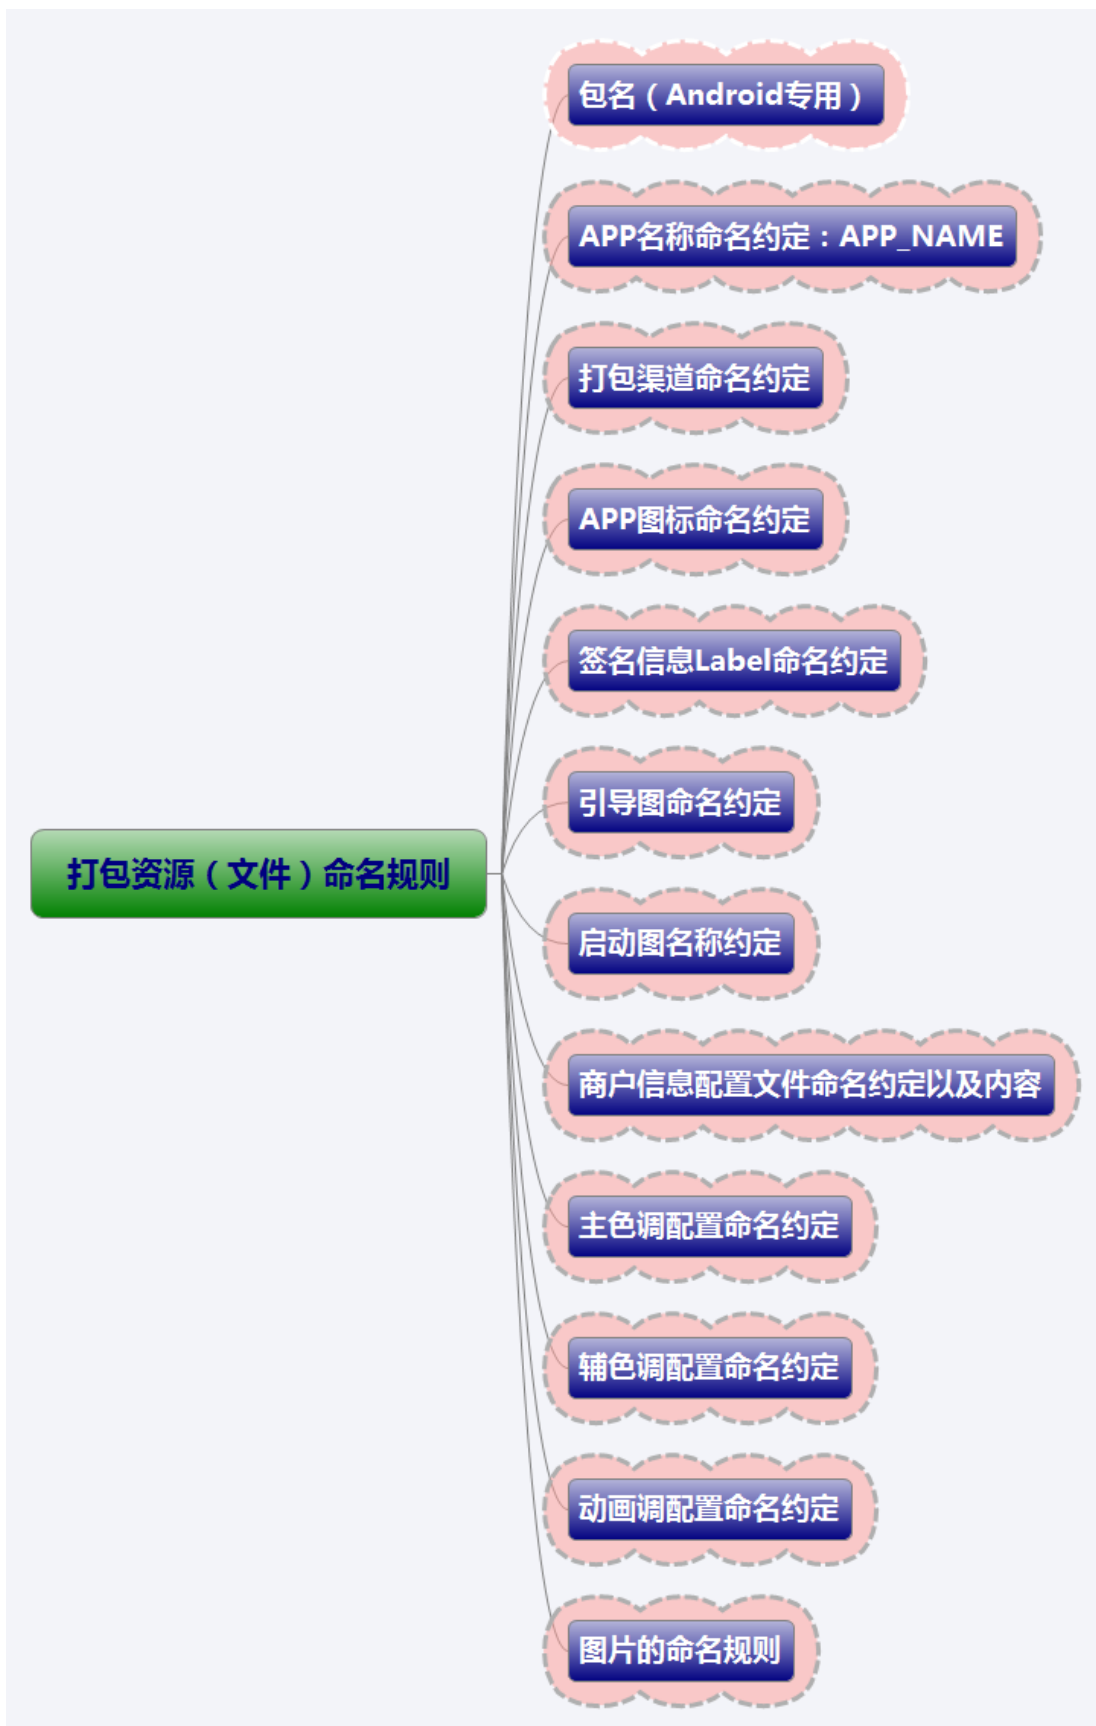 包名（Android专用）
APP名称命名约定：APP_NAME
打包渠道命名约定
APP图标命名约定
签名信息Label命名约定
引导图命名约定
打包资源（文件）命名规则
启动图名称约定
商户信息配置文件命名约定以及内容
主色调配置命名约定
辅色调配置命名约定
动画调配置命名约定
图片的命名规则